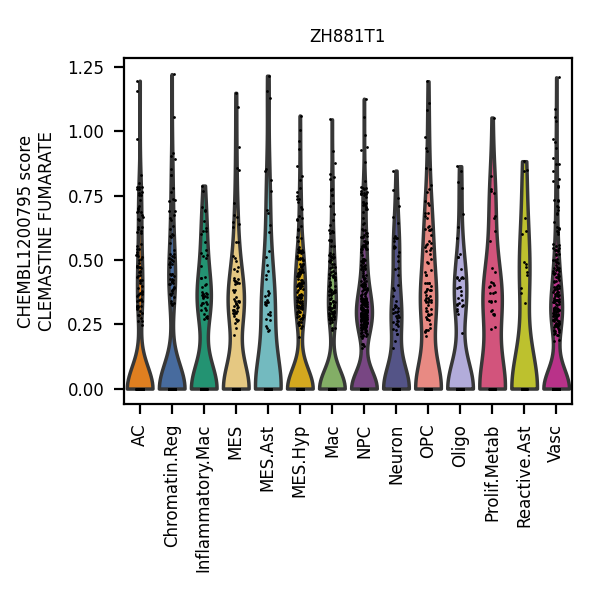 ZH881T1
CHEMBL1200795 score
CLEMASTINE FUMARATE
1.25
1.00
0.75
0.50
0.25
0.00
AC
Chromatin.Reg
Inflammatory.Mac
MES
MES.Ast
MES.Hyp
Mac
NPC
Neuron
OPC
Oligo
Prolif.Metab
Reactive.Ast
Vasc